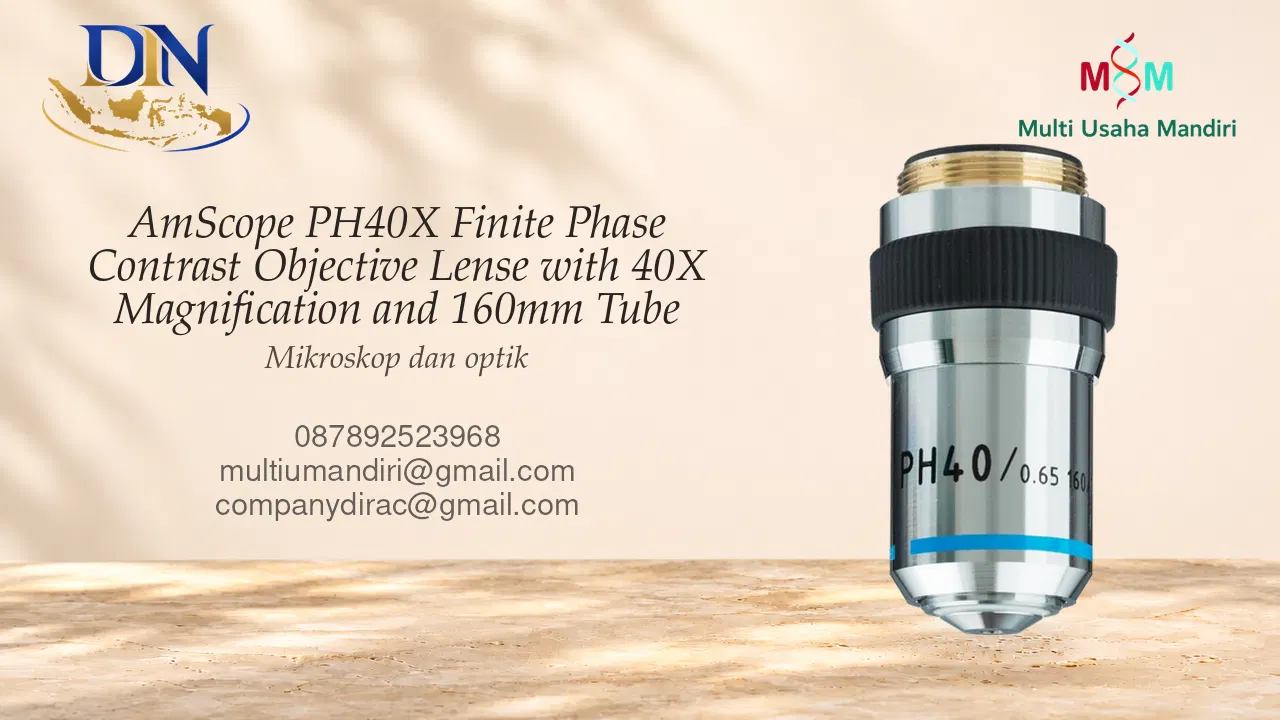 DN
M M
Multi Usaha Mandiri
AmScope PH40X Finite Phase
Contrast Objective Lense with 40X
Magnification and 160mm Tube
Mikroskop dan optik
087892523968
multiumandiri@gmail.com
companydirac@gmail.com
PH40/0.65 160